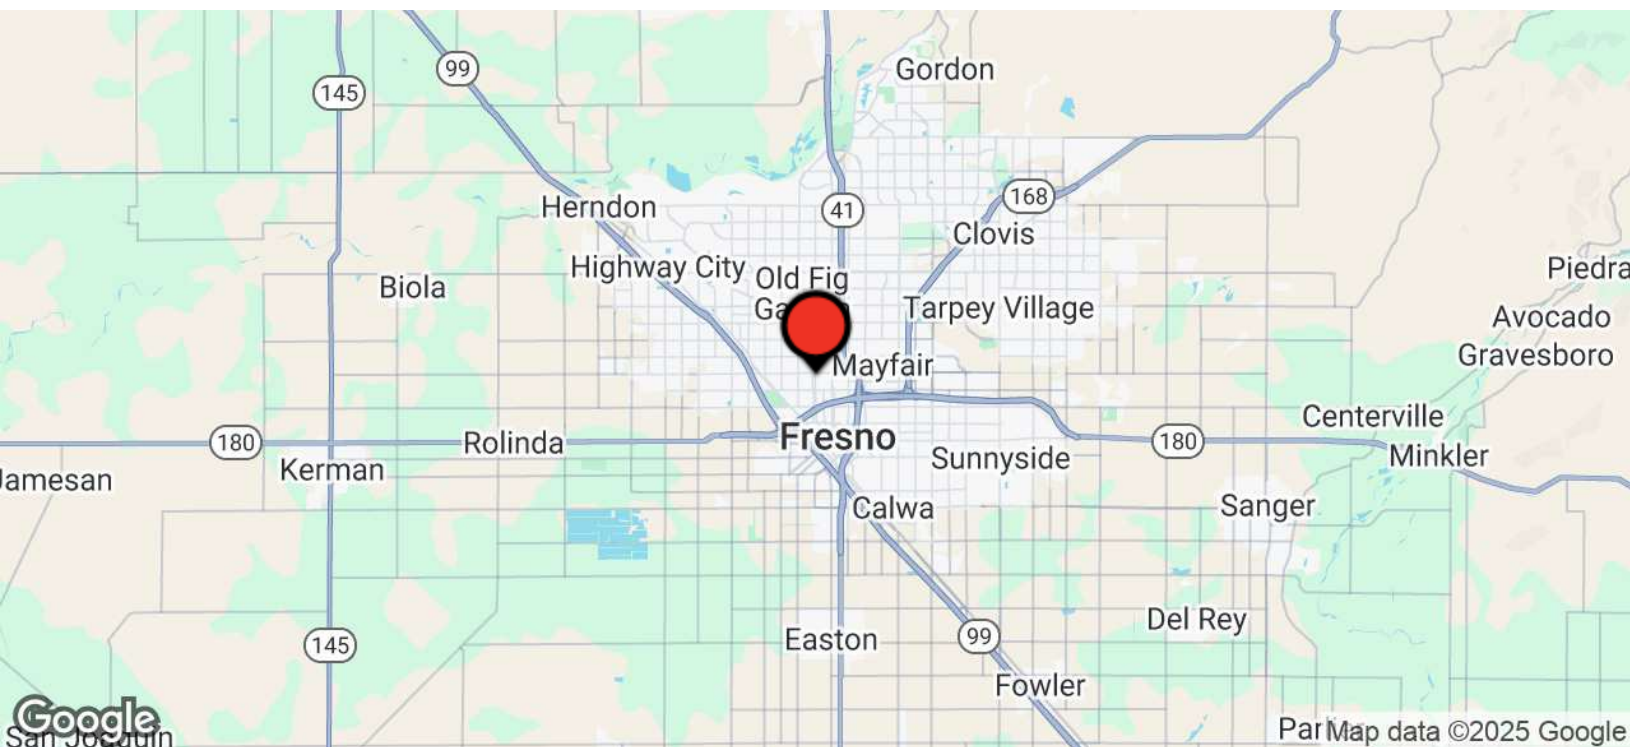 Gordon
99
145
168
Herndon
41
Clovis
Highway City
Old Fig
Piedra
Biola
Tarpey Village
Avocado
Gravesboro
Mayfair
Centerville
180
Rolinda
Fresno
180
Kerman
Sunnyside
Minkler
Jamesan
Calwa
Sanger
Del Rey
145
Easton
99
Fowler
Google
San Joaquin
Map data ©2025 Google